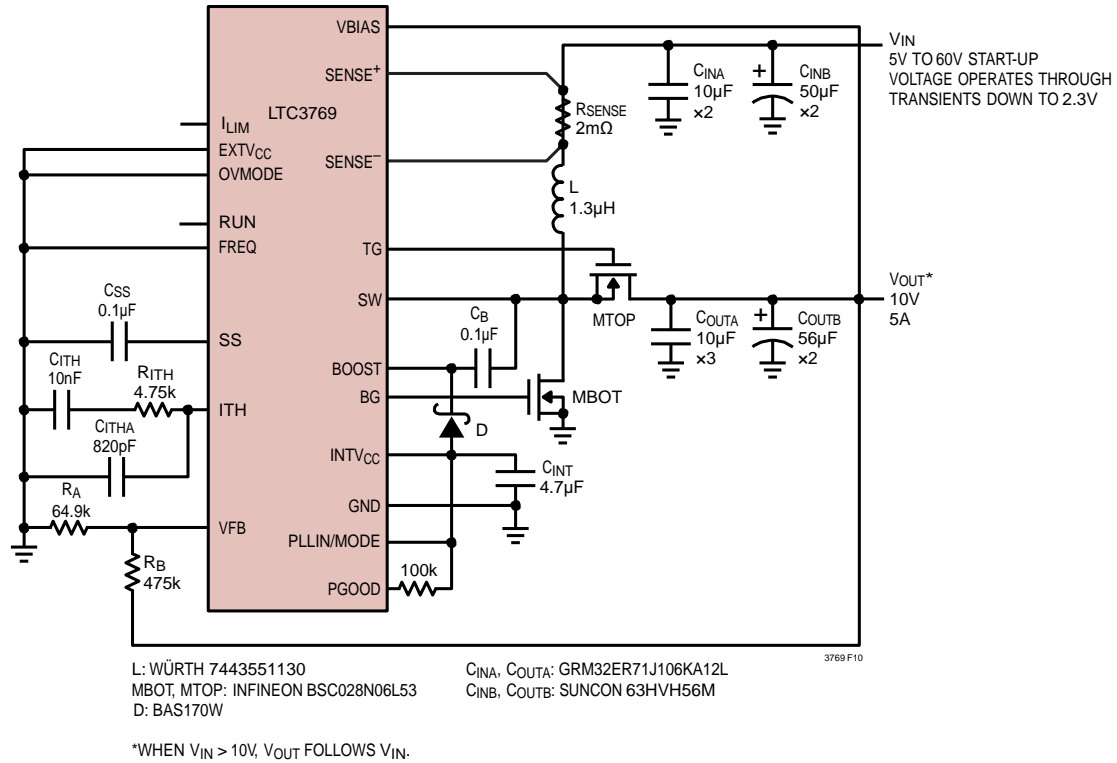 VBIAS
SENSE+
LTC3769
ILIM
EXTVCC
OVMODE
SENSE−
RUN
FREQ
TG
SW
SS
BOOST
BG
ITH
INTVCC
GND
VFB
PLLIN/MODE
PGOOD
VIN
5V TO 60V START-UP
VOLTAGE OPERATES THROUGH
TRANSIENTS DOWN TO 2.3V
CINA
10µF
×2
+
CINB
50µF
×2
RSENSE
2mΩ
L
1.3µH
MTOP
VOUT*
10V
5A
COUTA
10µF
×3
+
COUTB
56µF
×2
CB
0.1µF
MBOT
D
CINT
4.7µF
100k
CSS
0.1µF
CITH
10nF
RITH
4.75k
CITHA
820pF
RA
64.9k
RB
475k
3769 F10
L: WÜRTH 7443551130
MBOT, MTOP: INFINEON BSC028N06L53
D: BAS170W
CINA, COUTA: GRM32ER71J106KA12L
CINB, COUTB: SUNCON 63HVH56M
*WHEN VIN > 10V, VOUT FOLLOWS VIN.